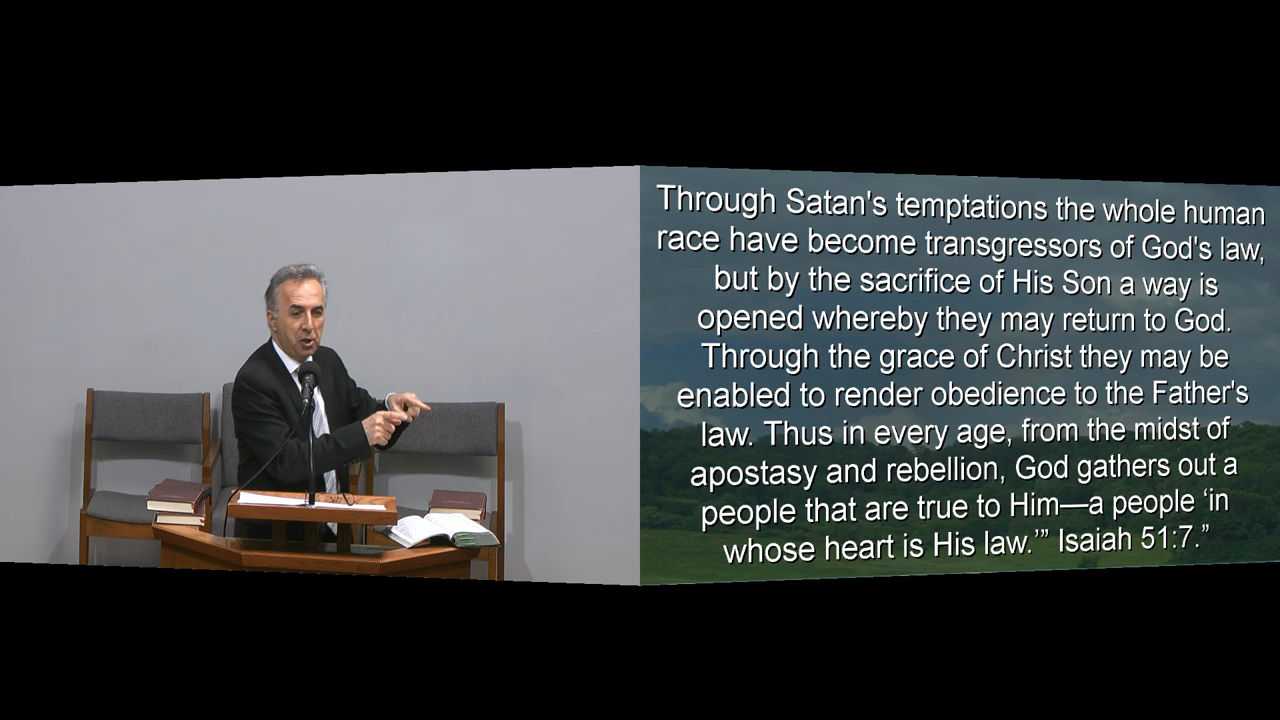 Through Satan's temptations the whole human
race have become transgressors of God's law,
but by the sacrifice of His Son a way is
opened whereby they may return to God.
Through the grace of Christ they may be
enabled to render obedience to the Father's
law. Thus in every age, from the midst of
apostasy and rebellion, God gathers out a
people that are true to Him—a people ‘in
whose heart is His law.’” Isaiah 51:7.”